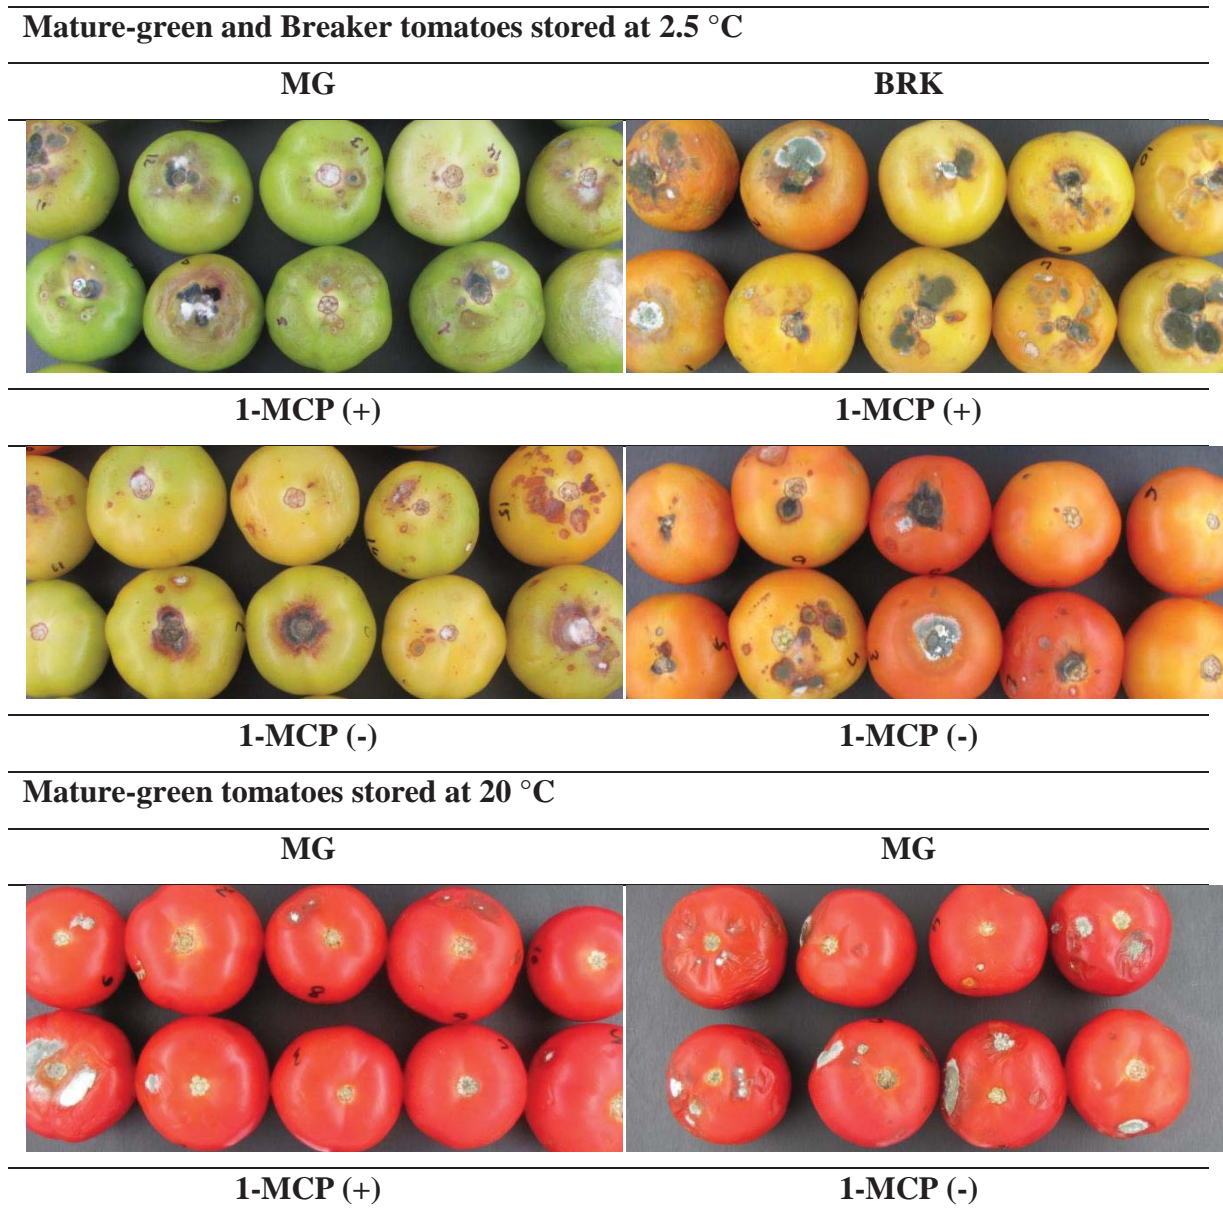 Mature-green and Breaker tomatoes stored at 2.5 °C
MG BRK
1-MCP (+) 1-MCP (+)
1-MCP (-) 1-MCP (-)
Mature-green tomatoes stored at 20 °C
MG MG
1-MCP (+) 1-MCP (-)